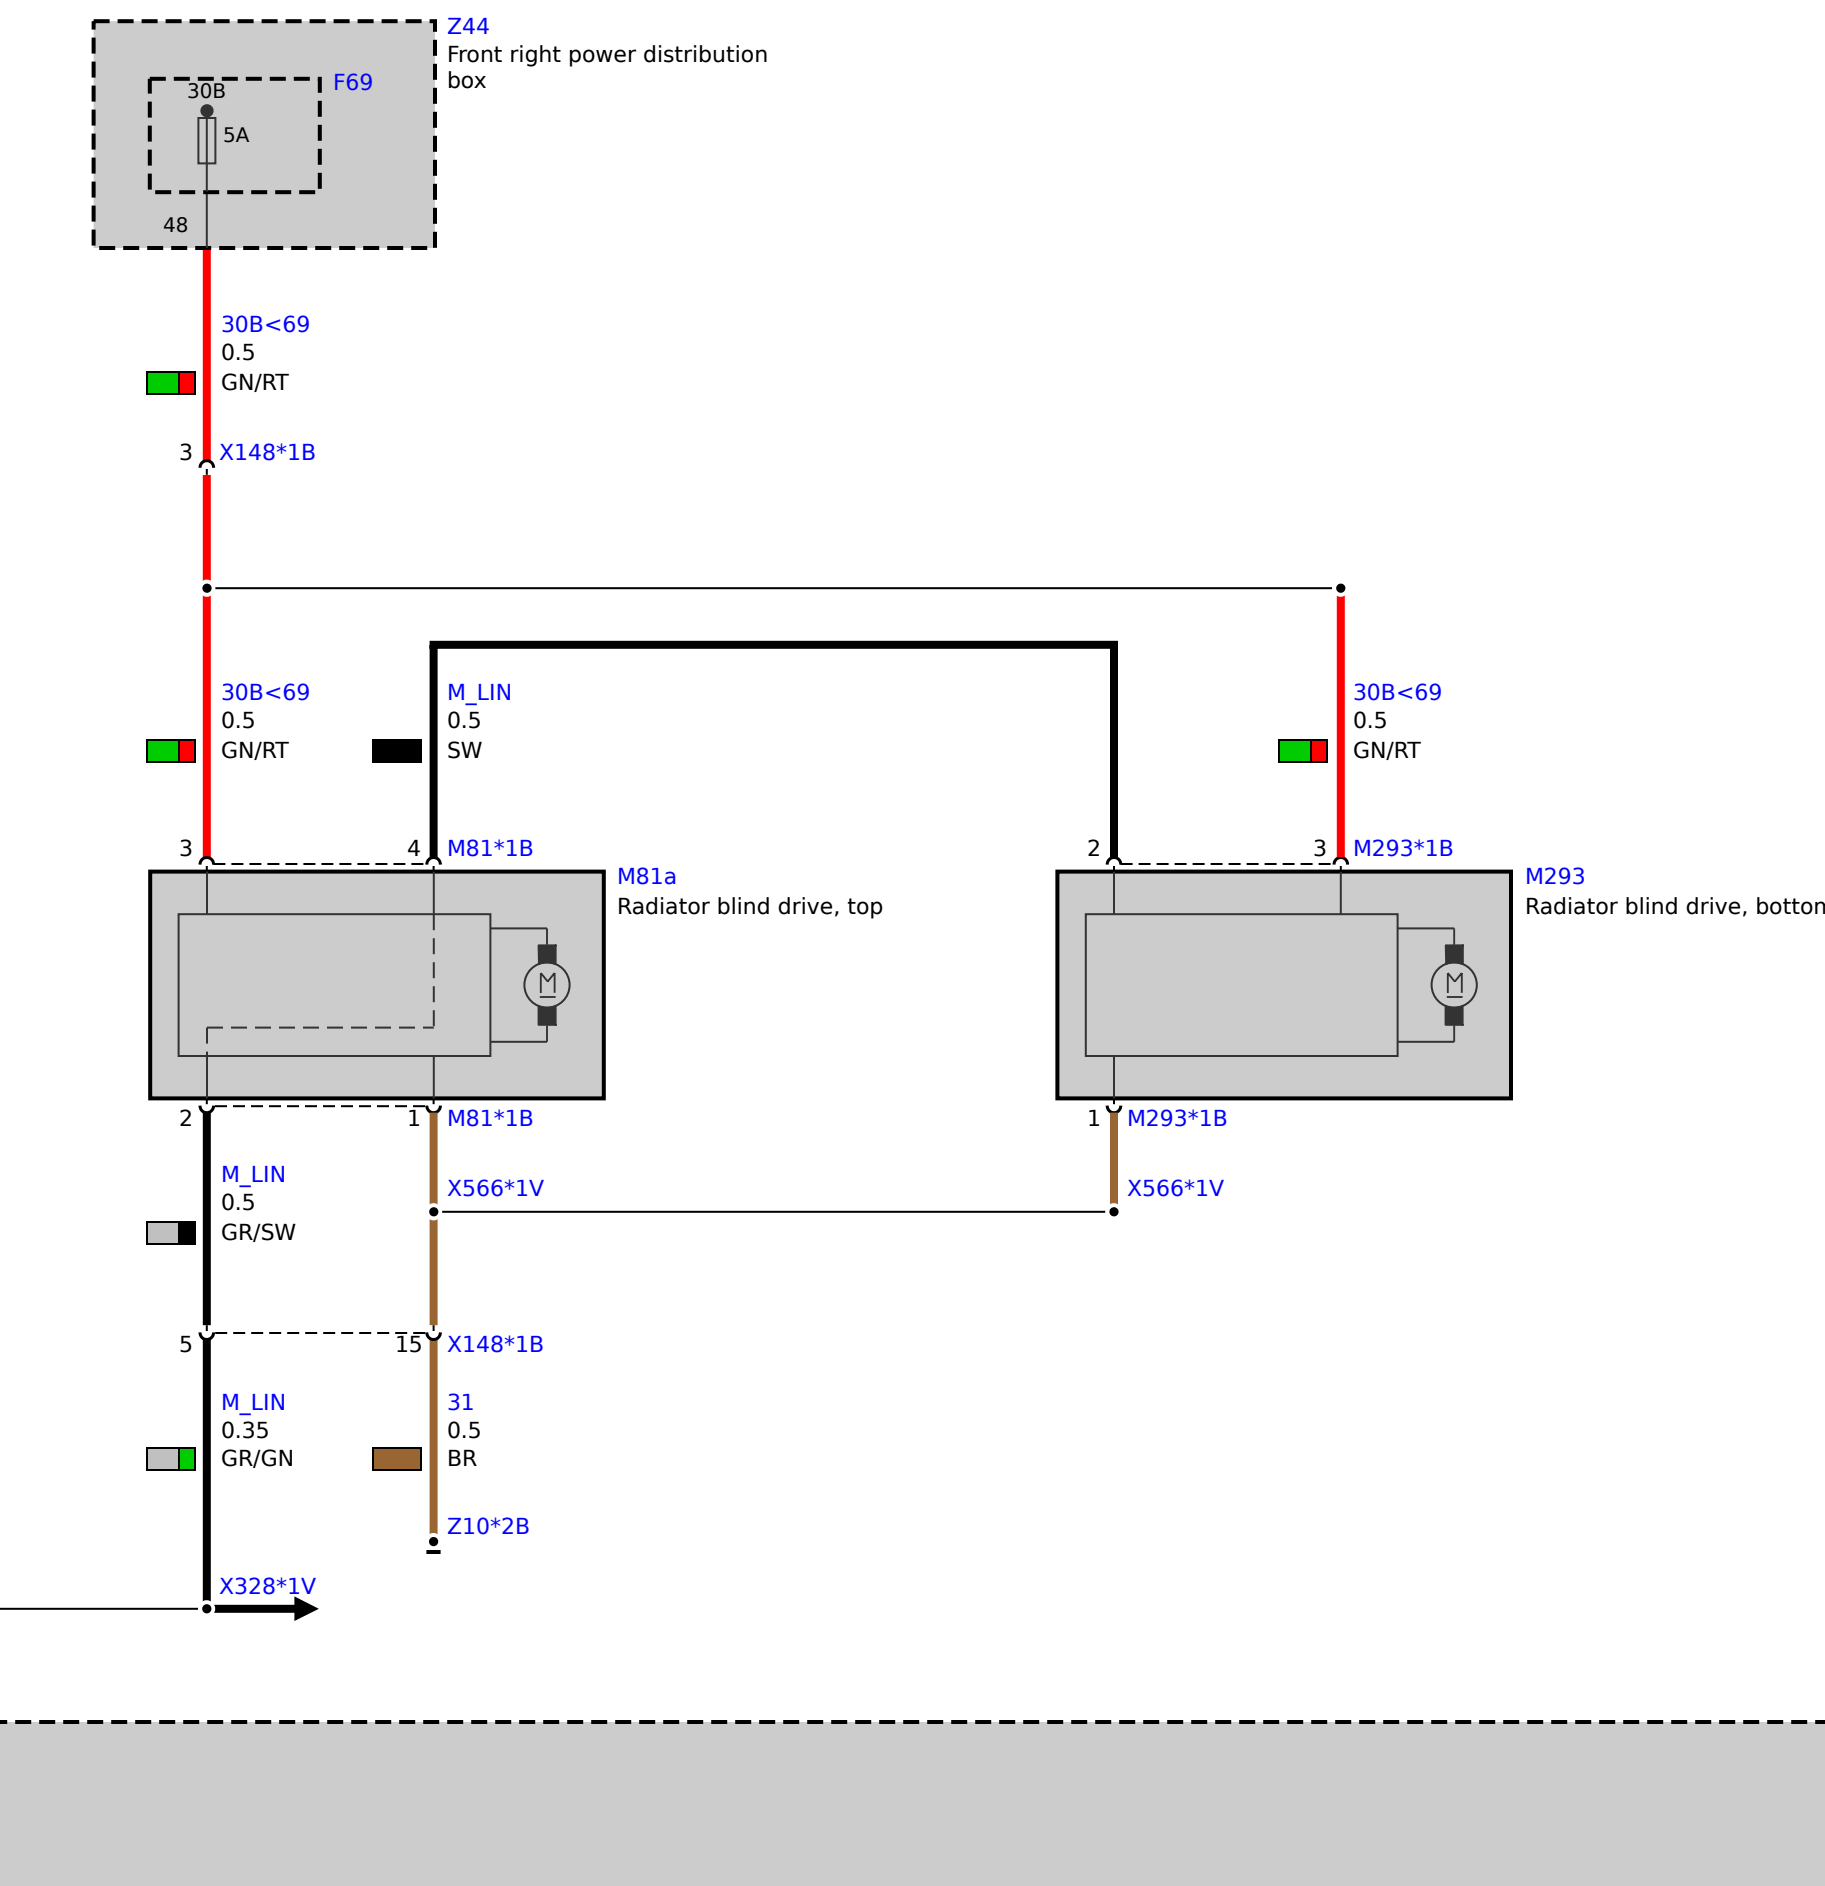 Z44
Front right power distribution
box
F69
30B
5A
48
30B<69
0.5
GN/RT
3
X148*1B
30B<69
0.5
GN/RT
M_LIN
0.5
SW
30B<69
0.5
GN/RT
3
4
M81*1B
2
3
M293*1B
M81a
Radiator blind drive, top
M293
Radiator blind drive, bottom
M
M
2
1
M81*1B
1
M293*1B
M_LIN
0.5
GR/SW
X566*1V
X566*1V
5
15
X148*1B
M_LIN
0.35
GR/GN
31
0.5
BR
Z10*2B
X328*1V